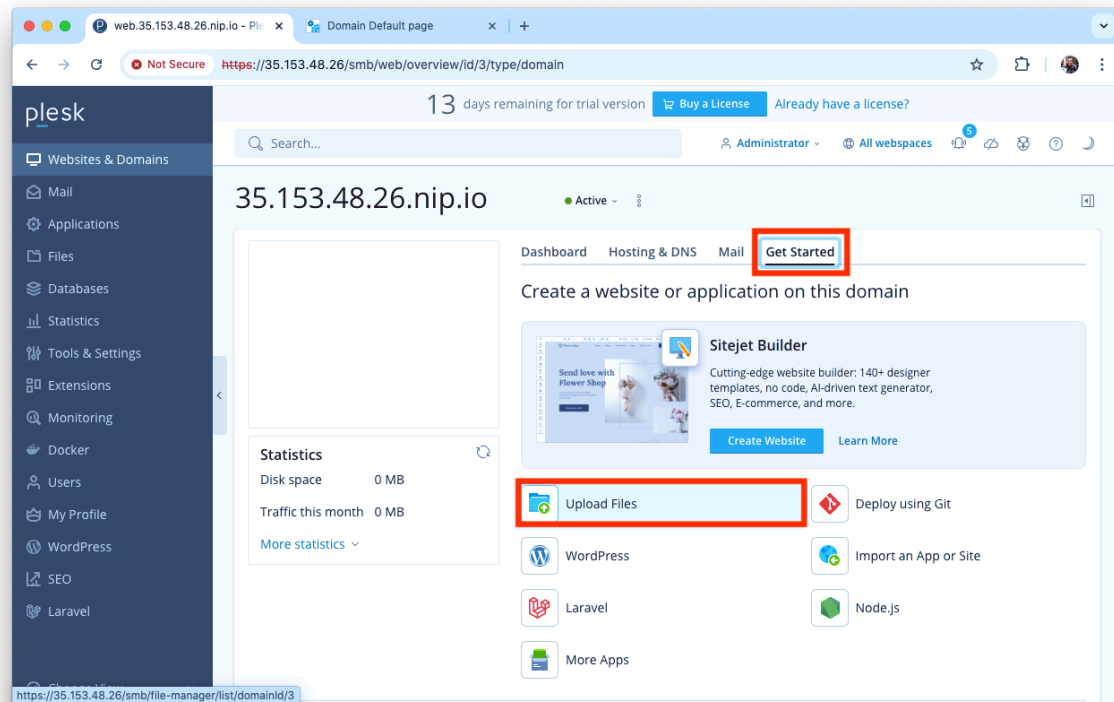 web.35.153.48.26.nip.io - Ple
Domain Default page
Not Secure
https://35.153.48.26/smb/web/overview/id/3/type/domain
plesk
13 days remaining for trial version
Buy a License
Already have a license?
Search...
Administrator
All webspaces
5
Websites & Domains
Mail
Applications
Files
Databases
Statistics
Tools & Settings
Extensions
Monitoring
Docker
Users
My Profile
WordPress
SEO
Laravel
35.153.48.26.nip.io
Active
Dashboard
Hosting & DNS
Mail
Get Started
Create a website or application on this domain
Send love with
Flower Shop
Sitejet Builder
Cutting-edge website builder: 140+ designer
templates, no code, AI-driven text generator,
SEO, E-commerce, and more.
Create Website
Learn More
Statistics
Disk space 0 MB
Traffic this month 0 MB
More statistics
Upload Files
Deploy using Git
WordPress
Import an App or Site
Laravel
Node.js
More Apps
https://35.153.48.26/smb/file-manager/list/domainId/3